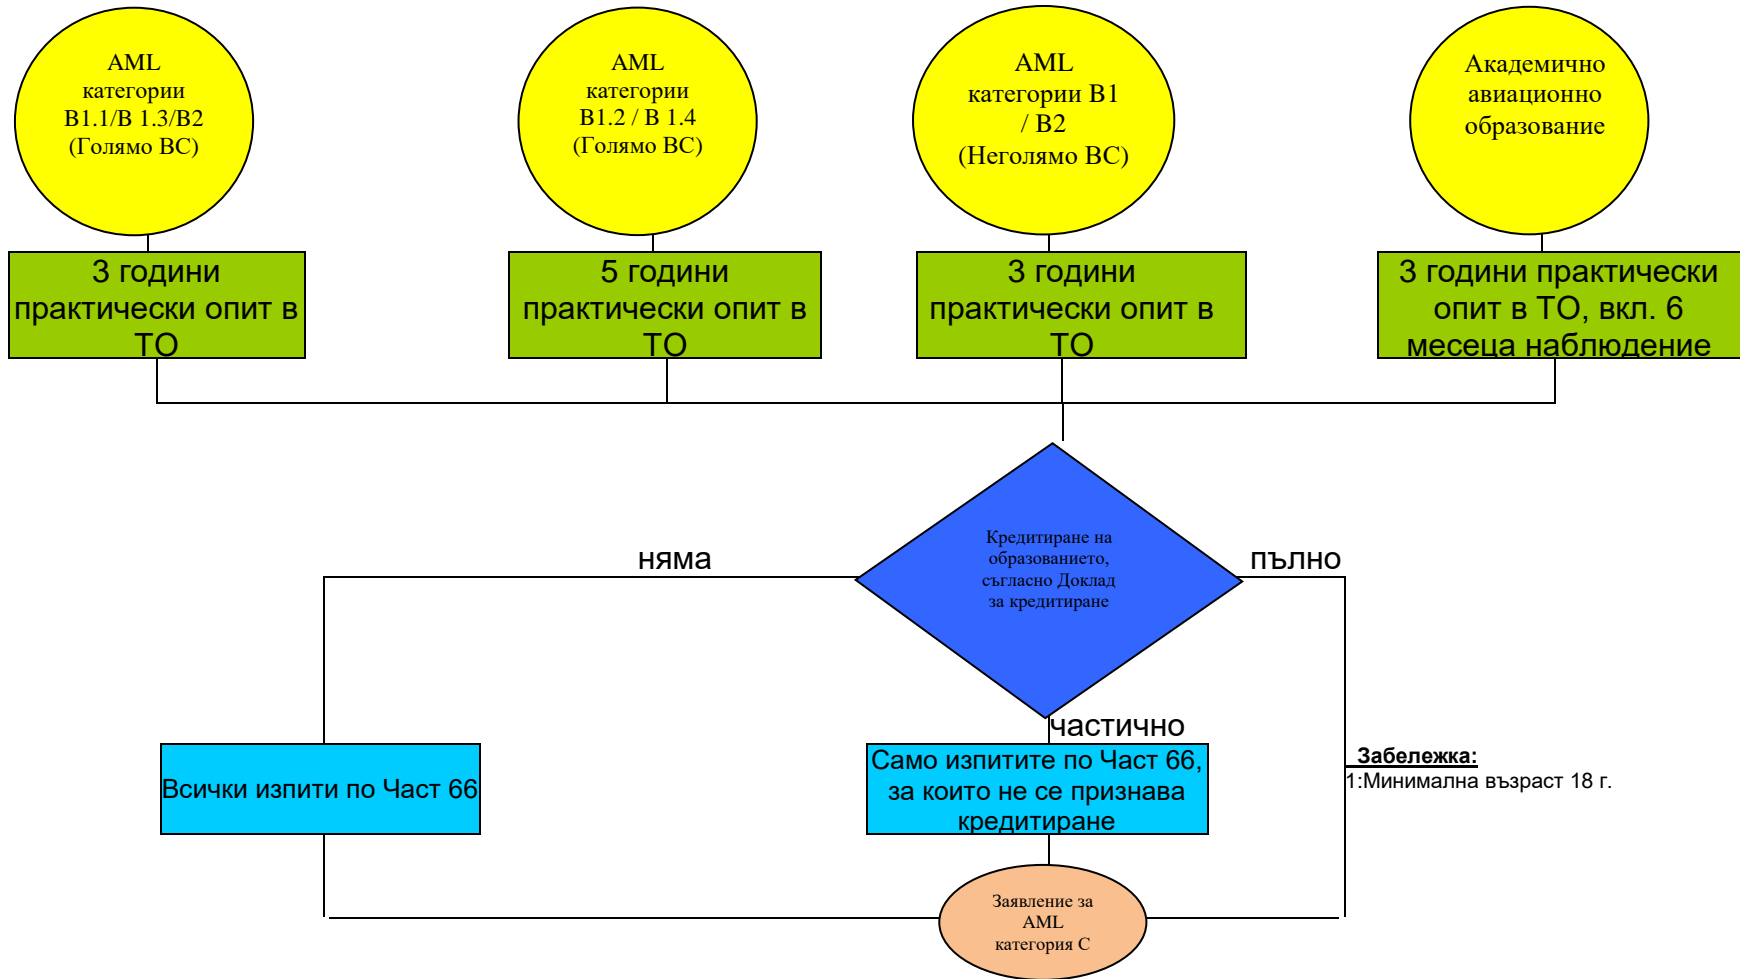 AML
категории
B1.1/B 1.3/B2
(Голямо ВС)
AML
категории
B1.2 / B 1.4
(Голямо ВС)
AML
категории B1
/ B2
(Неголямо ВС)
Академично
авиационно
образование
3 години
практически опит в
ТО
5 години
практически опит в
ТО
3 години
практически опит в
ТО
3 години практически
опит в ТО, вкл. 6
месеца наблюдение
Кредитиране на
образованието,
съгласно Доклад
за кредитиране
няма
пълно
частично
Всички изпити по Част 66
Само изпитите по Част 66,
за които не се признава
кредитиране
Забележка:
1:Минимална възраст 18 г.
Заявление за
AML
категория C